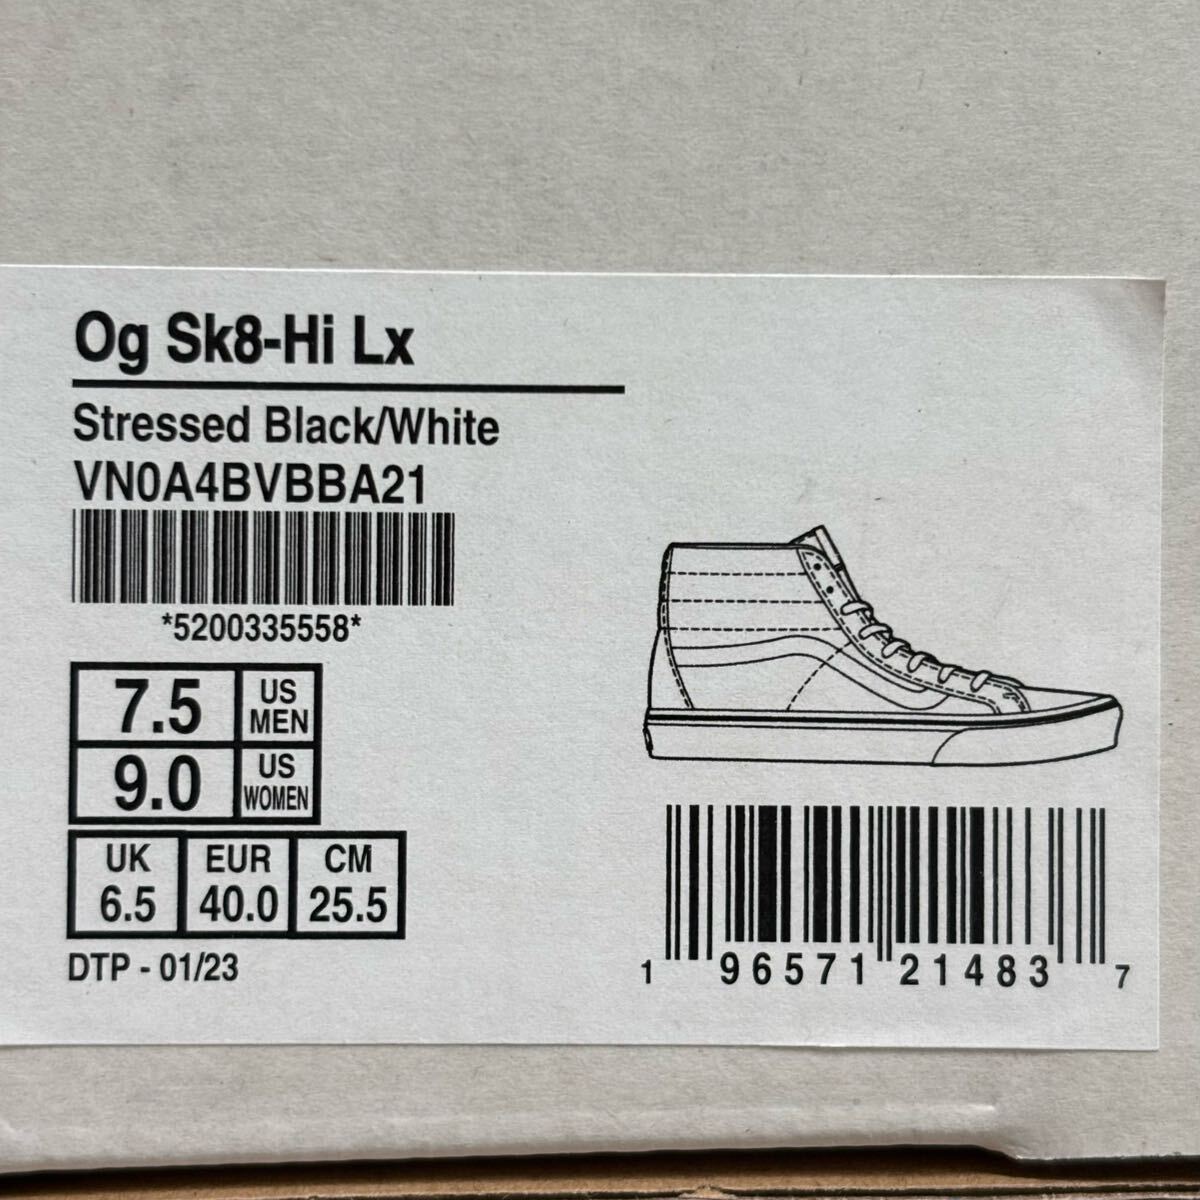 Og Sk8-Hi Lx
Stressed Black/White
VN0A4BVBBA21
*5200335558*
7.5 US MEN
9.0 US WOMEN
UK EUR CM
6.5 40.0 25.5
DTP - 01/23
1 96571 21483 7